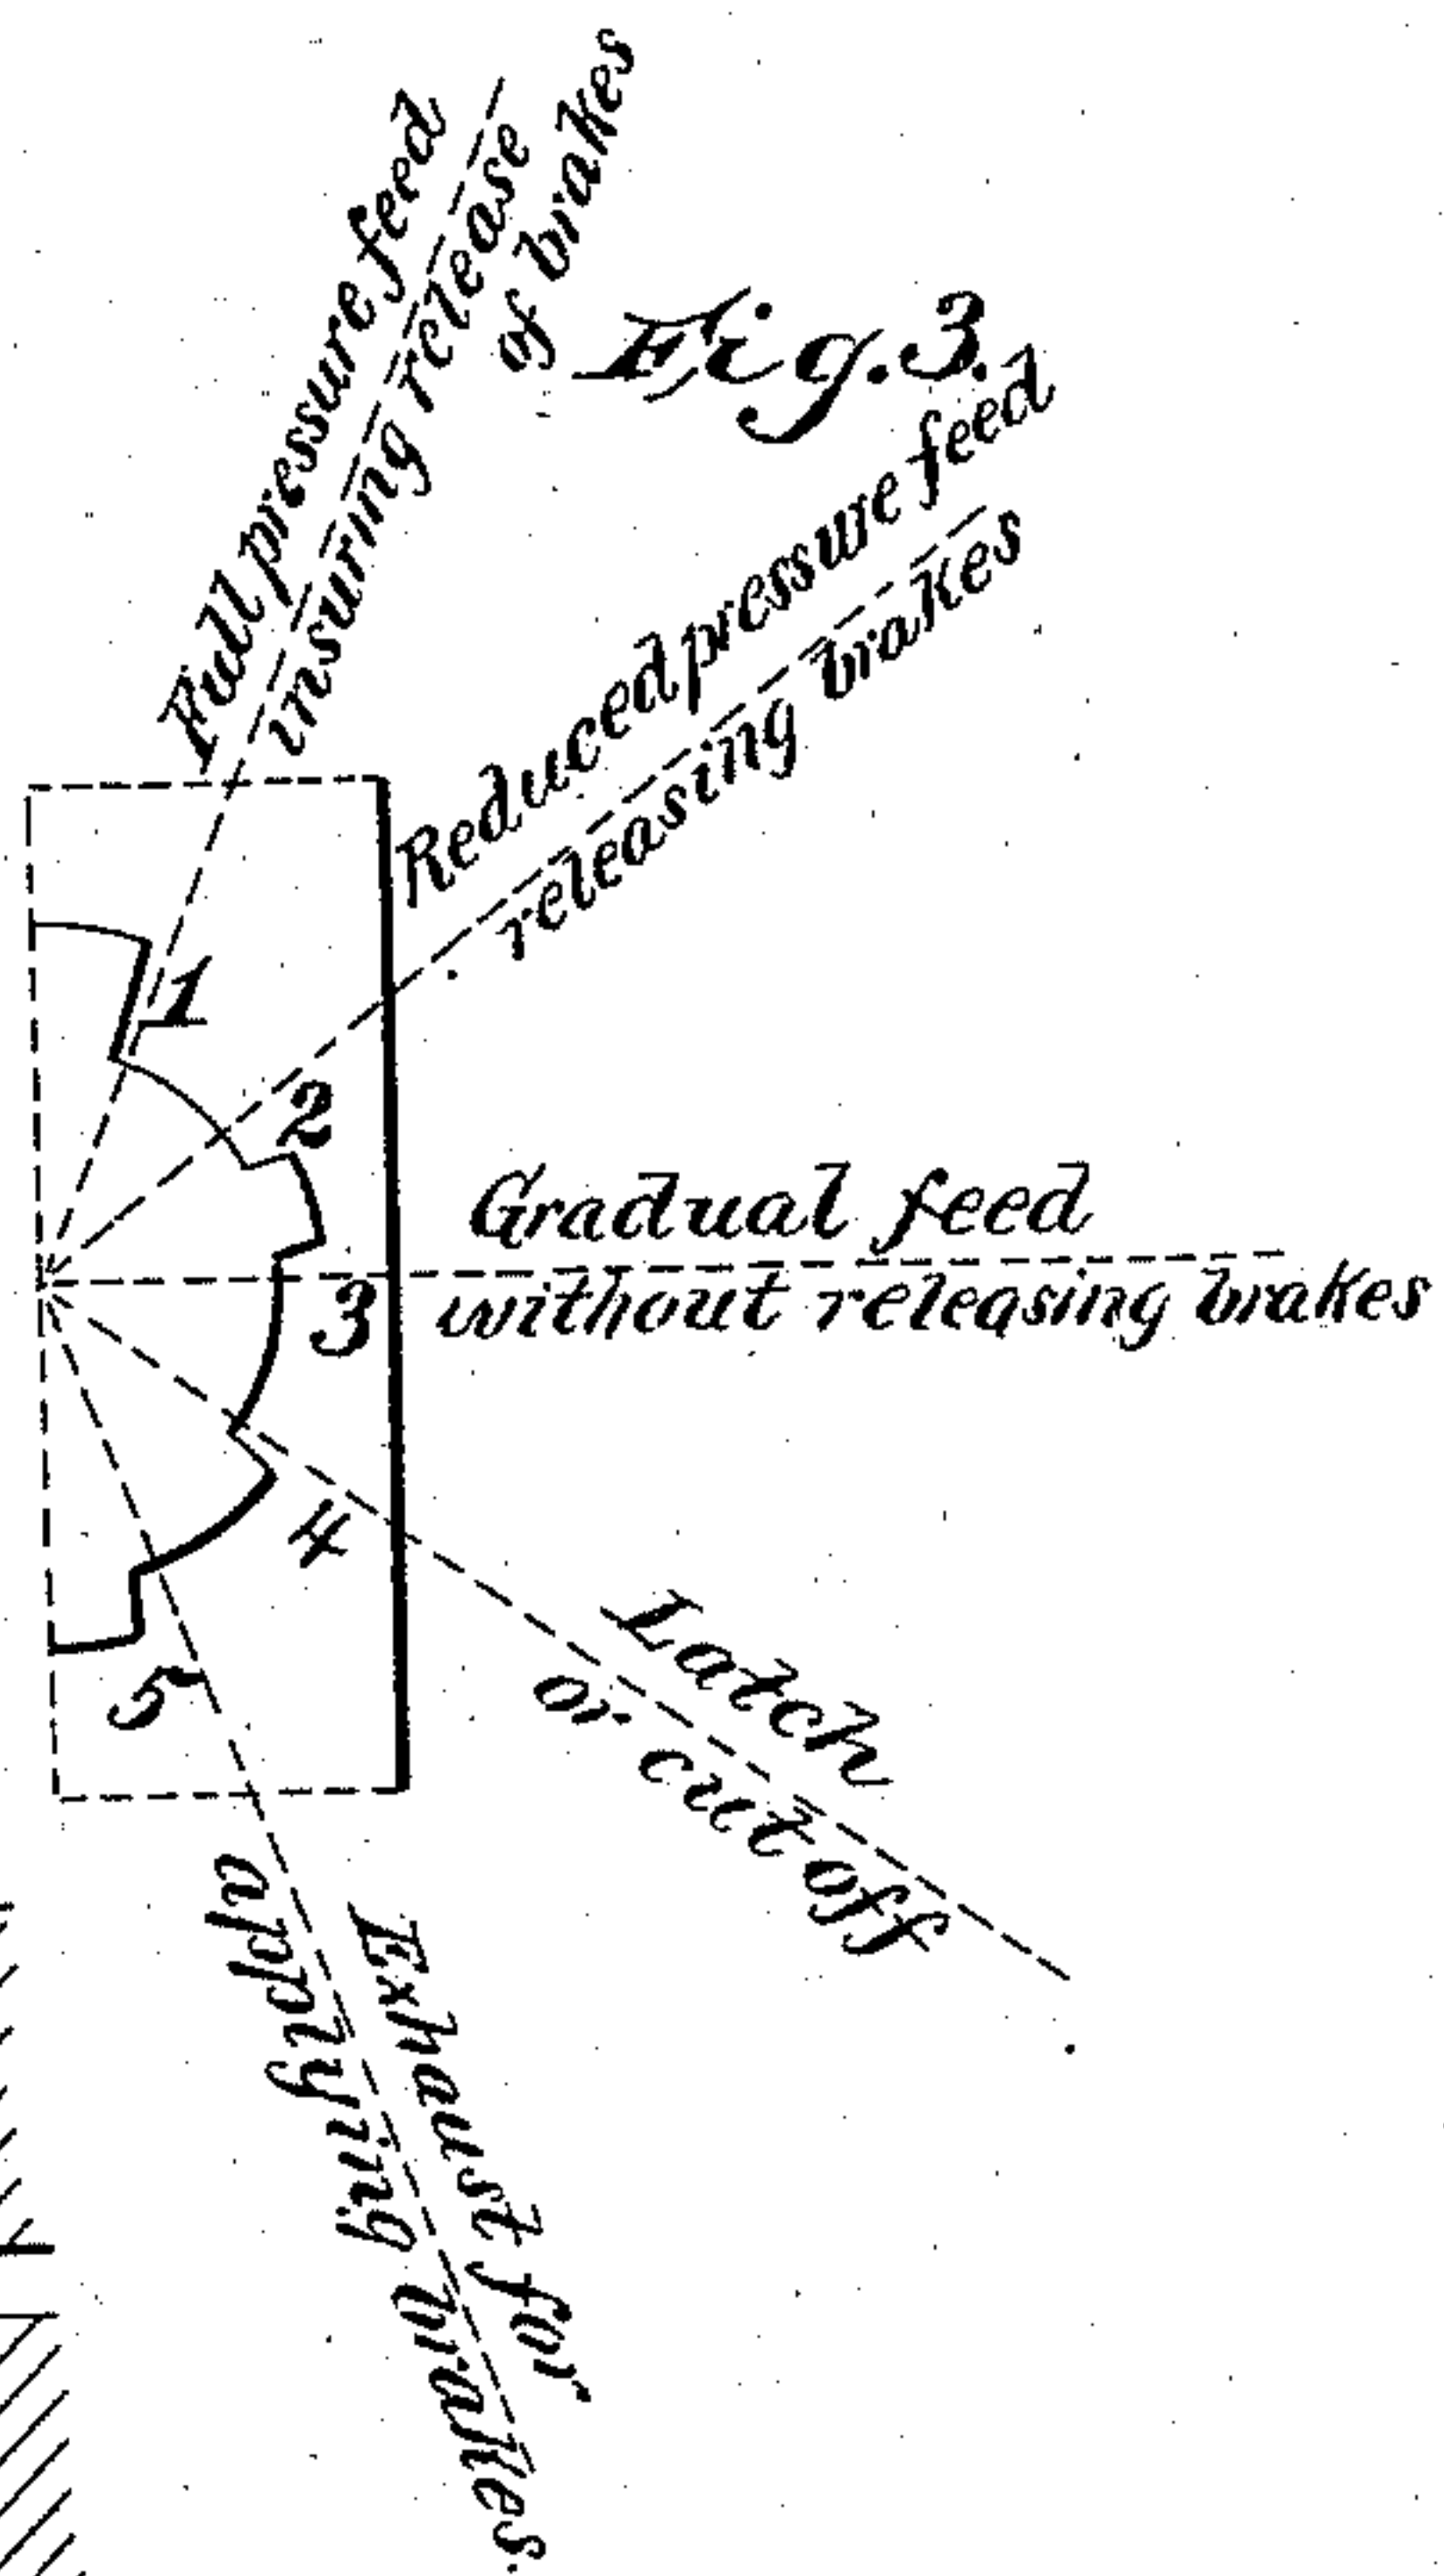 Full pressure feed
insuring release
of brakes
Fig. 3.
Reduced pressure feed
releasing brakes
1
2
Gradual feed
without releasing brakes
3
4
Latch
or cut off
5
Exhaust for
applying brakes.